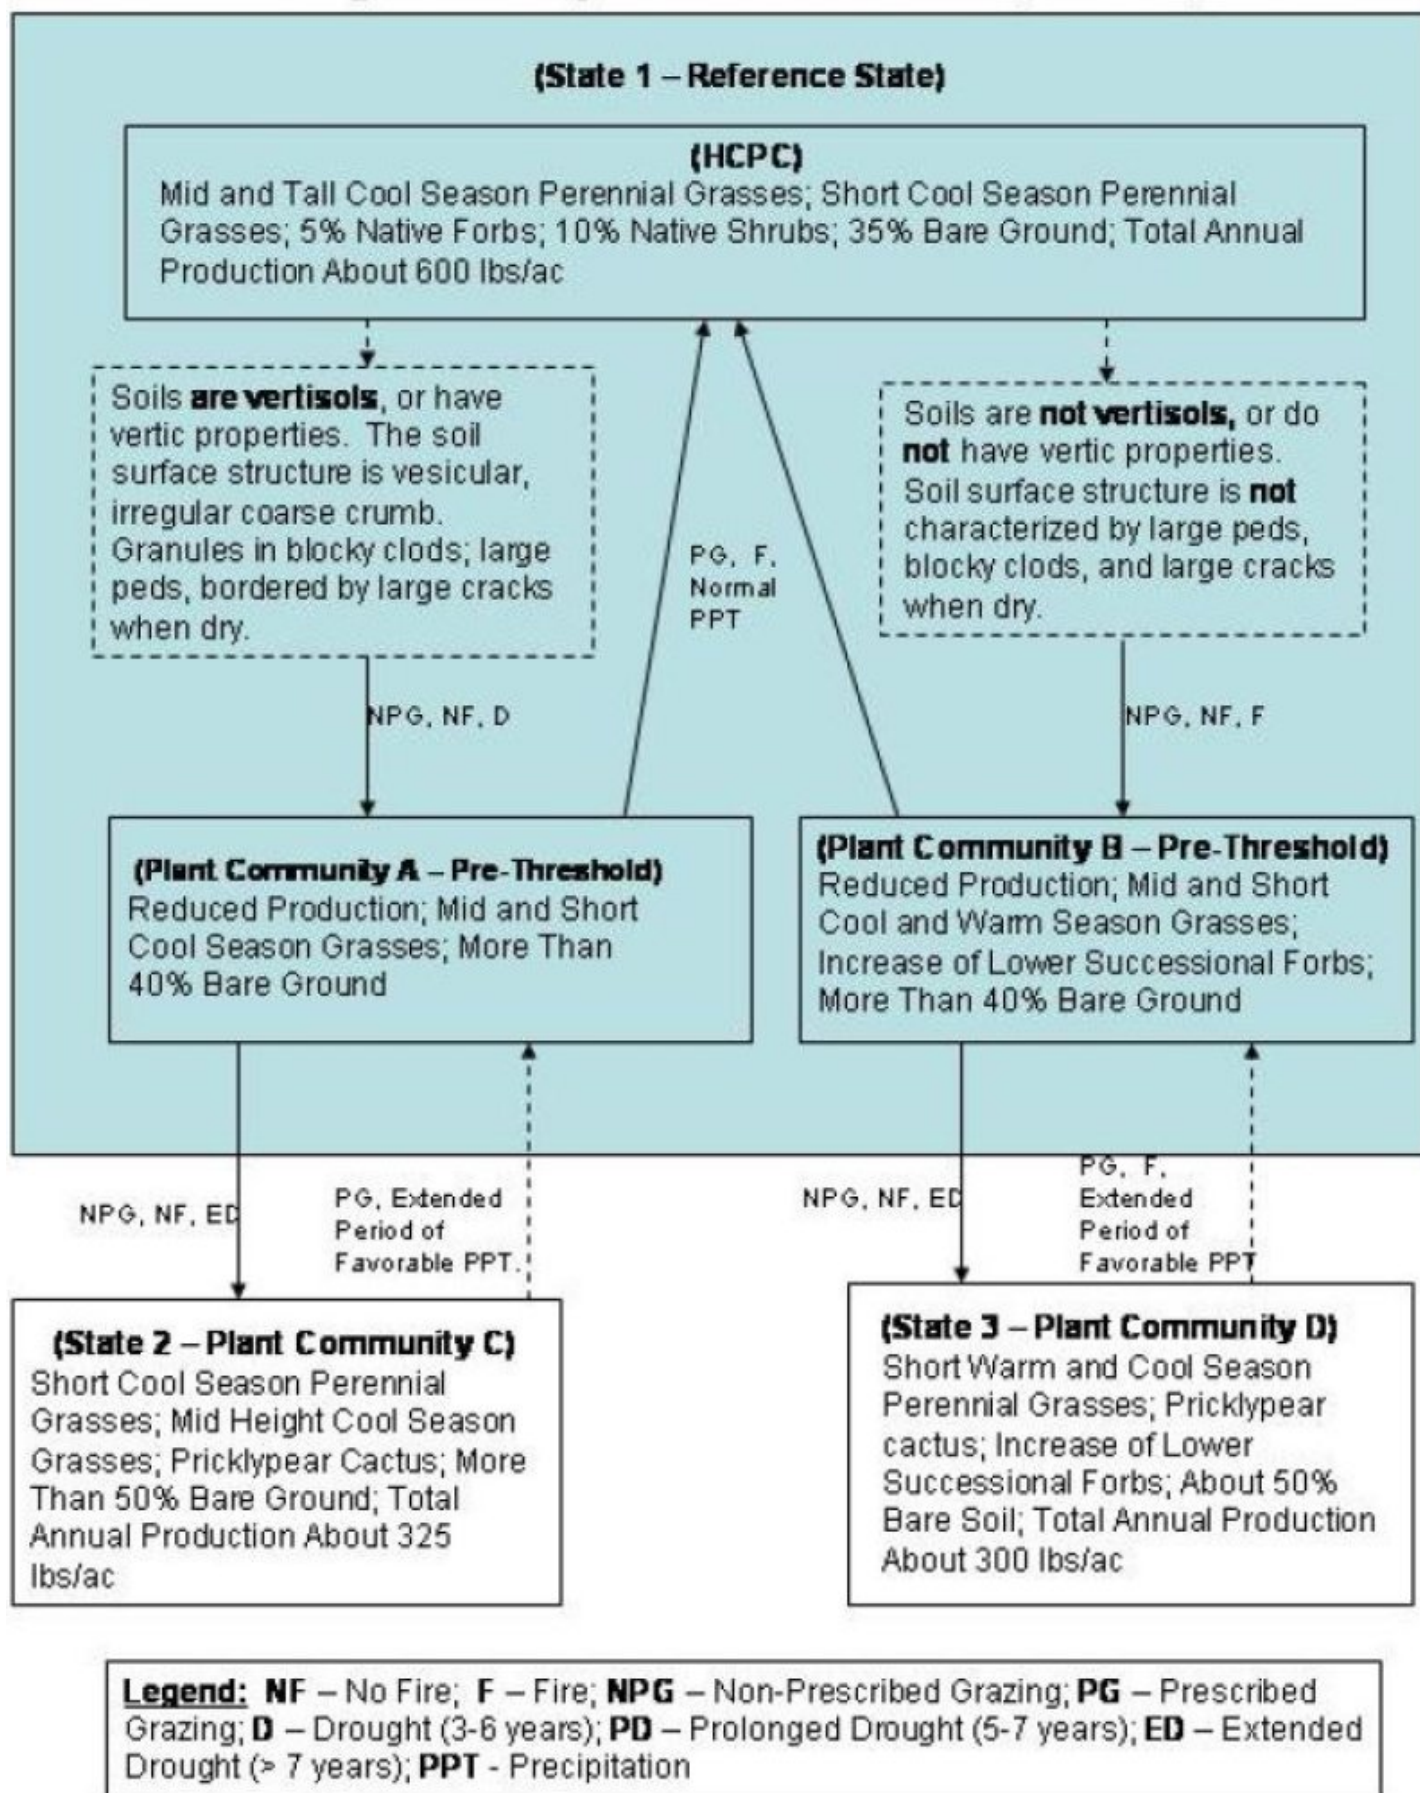 (State 1 – Reference State)
(HCPC)
Mid and Tall Cool Season Perennial Grasses; Short Cool Season Perennial
Grasses; 5% Native Forbs; 10% Native Shrubs; 35% Bare Ground; Total Annual
Production About 600 lbs/ac
Soils are vertisols, or have
vertic properties. The soil
surface structure is vesicular,
irregular coarse crumb.
Granules in blocky clods; large
peds, bordered by large cracks
when dry.
PG, F,
Normal
PPT
Soils are not vertisols, or do
not have vertic properties.
Soil surface structure is not
characterized by large peds,
blocky clods, and large cracks
when dry.
NPG, NF, D
NPG, NF, F
(Plant Community A – Pre-Threshold)
Reduced Production; Mid and Short
Cool Season Grasses; More Than
40% Bare Ground
(Plant Community B – Pre-Threshold)
Reduced Production; Mid and Short
Cool and Warm Season Grasses;
Increase of Lower Successional Forbs;
More Than 40% Bare Ground
NPG, NF, ED
PG, Extended
Period of
Favorable PPT.
NPG, NF, ED
PG, F,
Extended
Period of
Favorable PPT
(State 2 – Plant Community C)
Short Cool Season Perennial
Grasses; Mid Height Cool Season
Grasses; Pricklypear Cactus; More
Than 50% Bare Ground; Total
Annual Production About 325
lbs/ac
(State 3 – Plant Community D)
Short Warm and Cool Season
Perennial Grasses; Pricklypear
cactus; Increase of Lower
Successional Forbs; About 50%
Bare Soil; Total Annual Production
About 300 lbs/ac
Legend: NF – No Fire; F – Fire; NPG – Non-Prescribed Grazing; PG – Prescribed
Grazing; D – Drought (3-6 years); PD – Prolonged Drought (5-7 years); ED – Extended
Drought (> 7 years); PPT - Precipitation